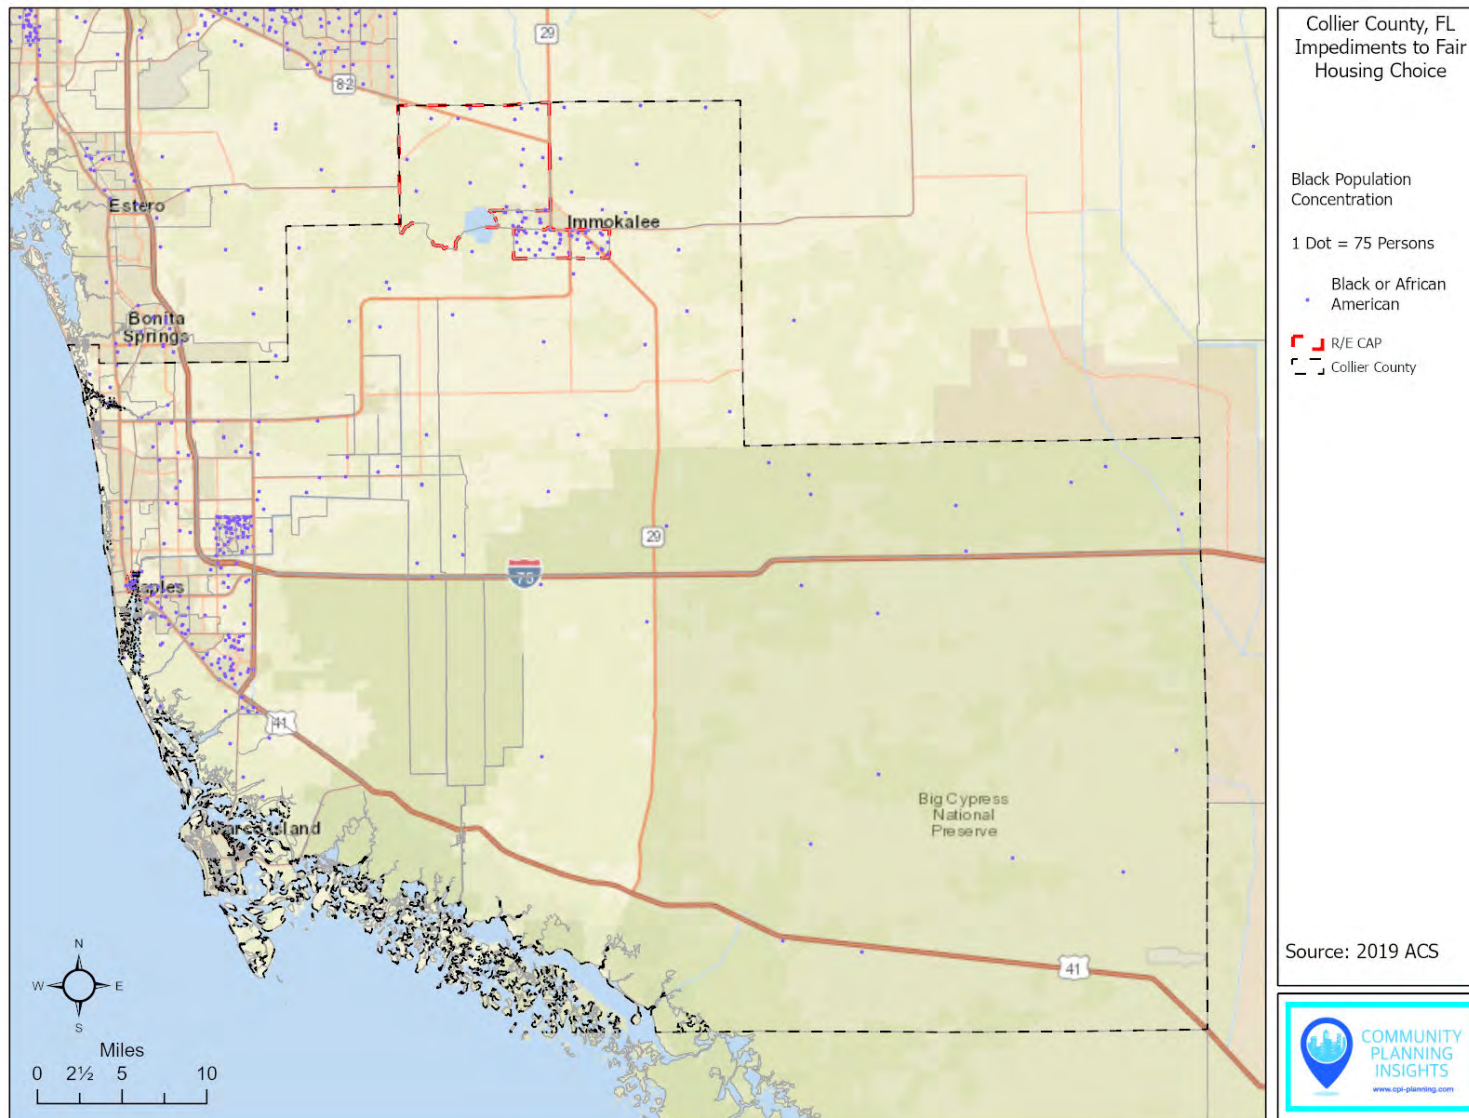 29
82
Estero
Immokalee
Bonita
Springs
29
75
41
Big Cypress
National
Preserve
41
N
W
E
S
Miles
0 2½ 5 10
Collier County, FL
Impediments to Fair
Housing Choice
Black Population
Concentration
1 Dot = 75 Persons
Black or African
American
R/E CAP
Collier County
Source: 2019 ACS
COMMUNITY
PLANNING
INSIGHTS
www.cpi-planning.com